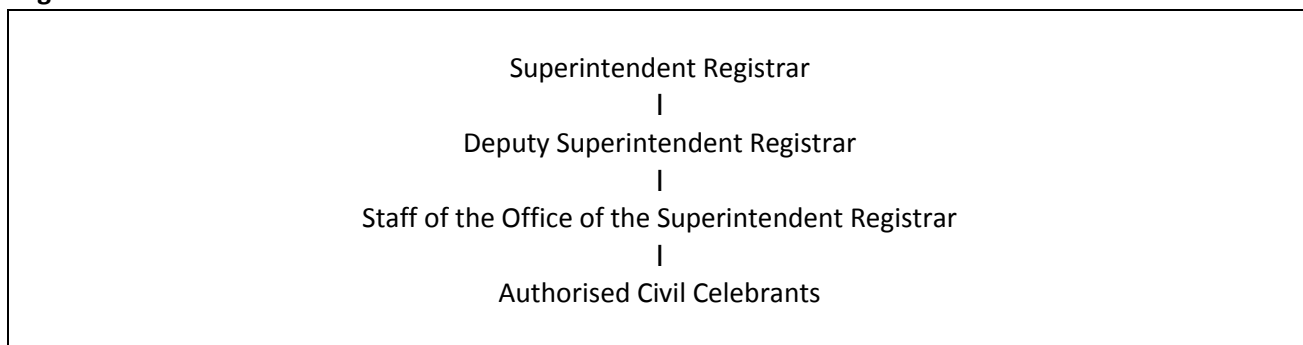 Superintendent Registrar
|
Deputy Superintendent Registrar
|
Staff of the Office of the Superintendent Registrar
|
Authorised Civil Celebrants